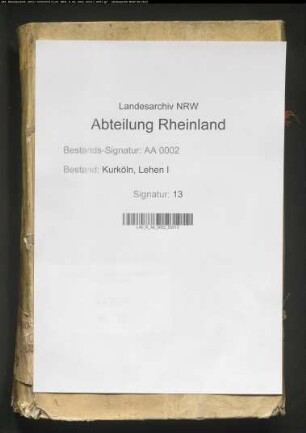 Landesarchiv NRW
Abteilung Rheinland
Bestands-Signatur: AA 0002
Bestand: Kurköln, Lehen I
Signatur: 13